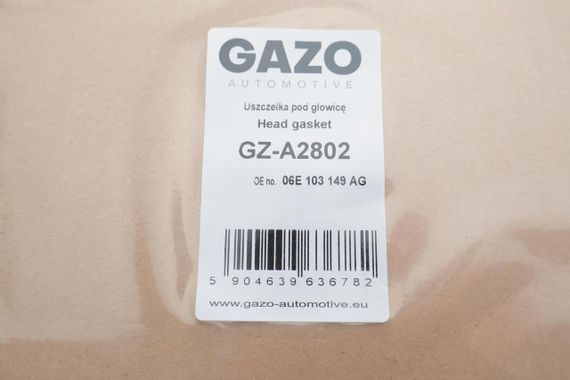 GAZO
AUTOMOTIVE
Uszczelka pod głowicę
Head gasket
GZ-A2802
OE no. 06E 103 149 AG
5 904639 636782
www.gazo-automotive.eu